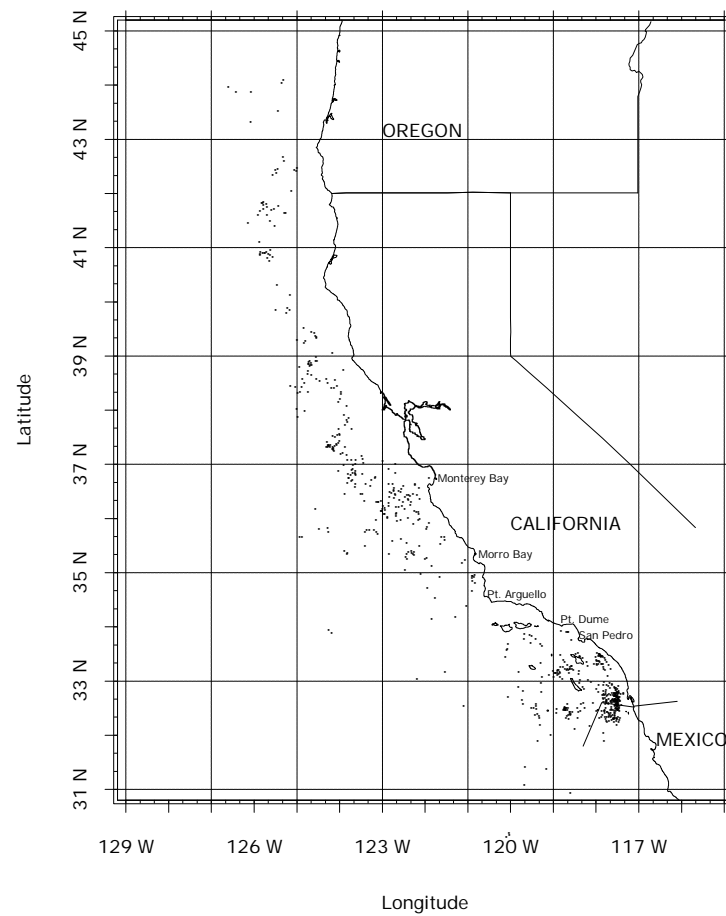 45 N
43 N
OREGON
41 N
39 N
Latitude
37 N
Monterey Bay
CALIFORNIA
Morro Bay
35 N
Pt. Arguello
Pt. Dume
San Pedro
33 N
MEXICO
31 N
129 W 126 W 123 W 120 W 117 W
Longitude